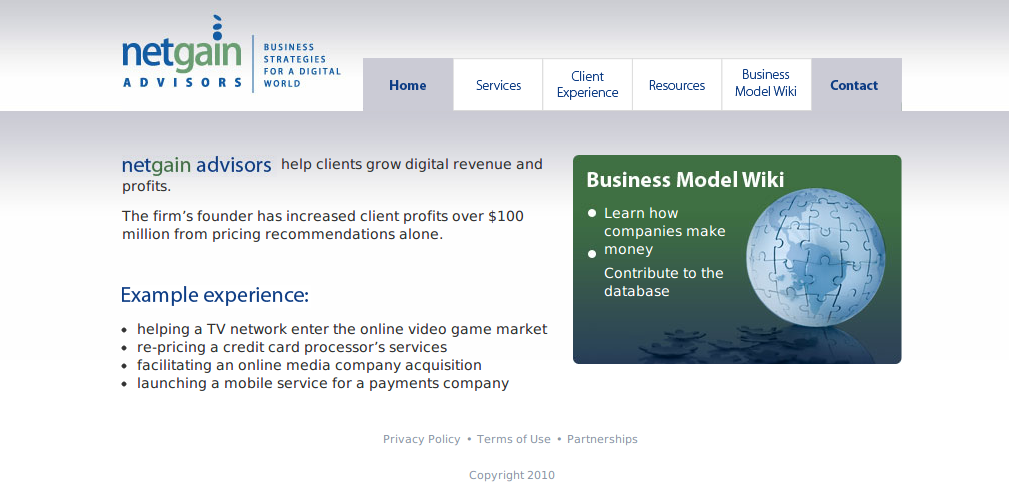 netgain
ADVISORS
BUSINESS
STRATEGIES
FOR A DIGITAL
WORLD
Home
Services
Client
Experience
Resources
Business
Model Wiki
Contact
netgain advisors help clients grow digital revenue and
profits.
The firm’s founder has increased client profits over $100
million from pricing recommendations alone.
Example experience:
• helping a TV network enter the online video game market
• re-pricing a credit card processor’s services
• facilitating an online media company acquisition
• launching a mobile service for a payments company
Business Model Wiki
• Learn how
companies make
• money
Contribute to the
database
Privacy Policy • Terms of Use • Partnerships
Copyright 2010